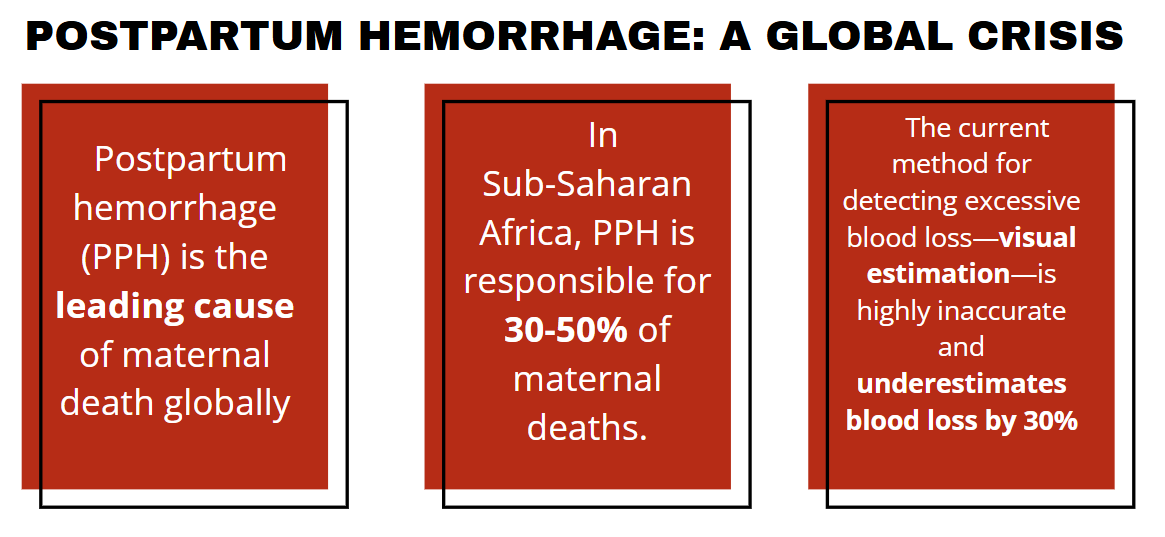 POSTPARTUM HEMORRHAGE: A GLOBAL CRISIS
Postpartum
hemorrhage
(PPH) is the
leading cause
of maternal
death globally
In
Sub-Saharan
Africa, PPH is
responsible for
30-50% of
maternal
deaths.
The current
method for
detecting excessive
blood loss—visual
estimation—is
highly inaccurate
and
underestimates
blood loss by 30%